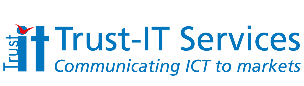 Trust it
Trust-IT Services
Communicating ICT to markets